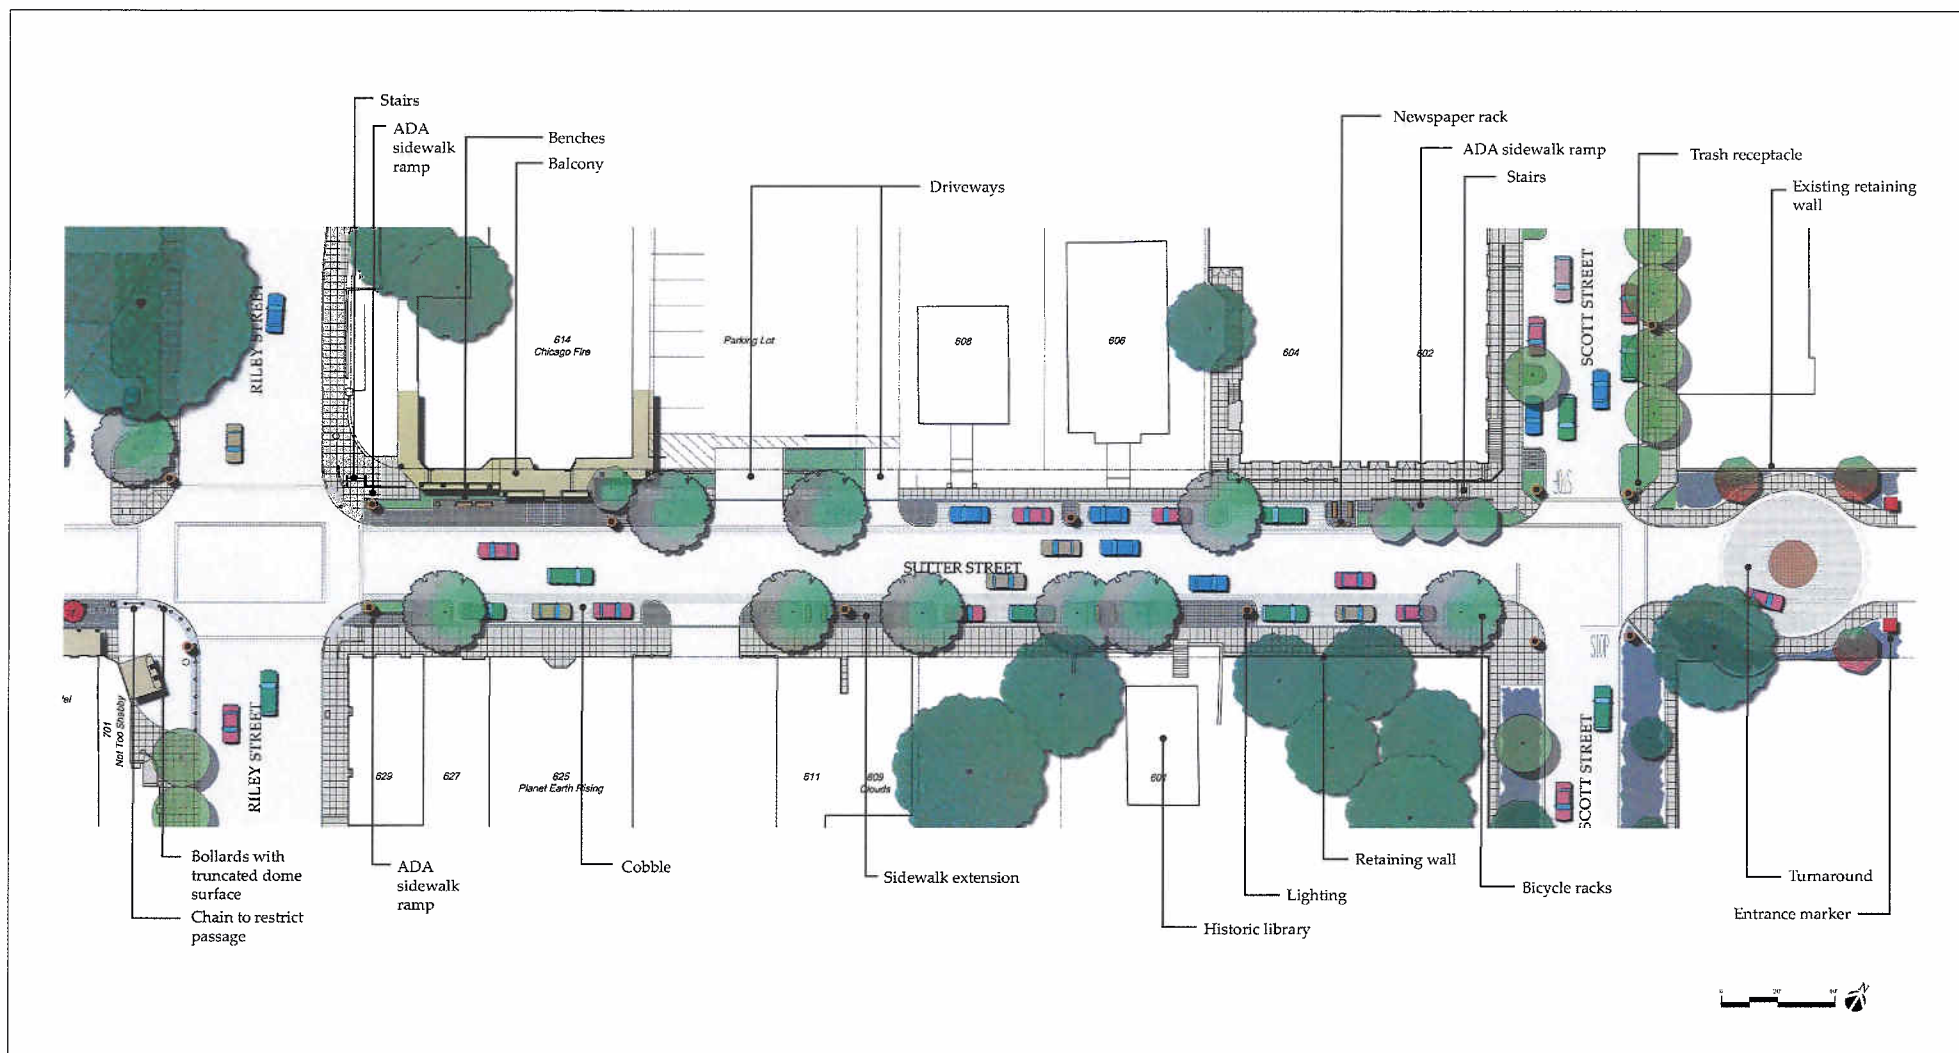 Stairs
ADA
sidewalk
ramp
Benches
Balcony
Driveways
Newspaper rack
ADA sidewalk ramp
Stairs
Trash receptacle
Existing retaining
wall
RILEY STREET
614
Chicago Fire
Parking Lot
608
606
604
602
SCOTT STREET
SUTTER STREET
STOP
701
Not Too Shabby
RILEY STREET
629
627
625
Planet Earth Rising
611
609
Clouds
601
SCOTT STREET
Bollards with
truncated dome
surface
Chain to restrict
passage
ADA
sidewalk
ramp
Cobble
Sidewalk extension
Historic library
Lighting
Retaining wall
Bicycle racks
Turnaround
Entrance marker
0 20' 40'
N